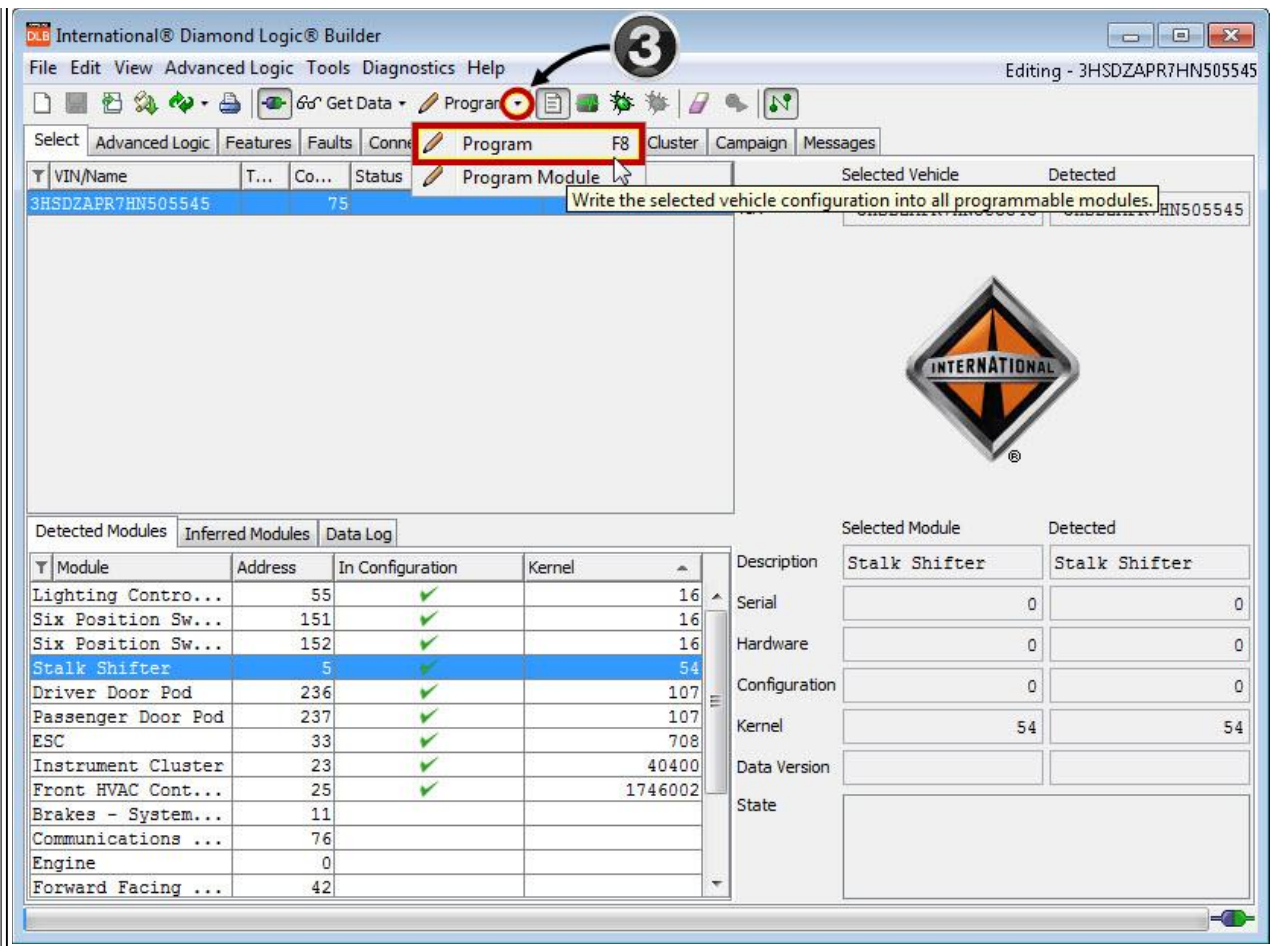 DLB International® Diamond Logic® Builder
3
File Edit View Advanced Logic Tools Diagnostics Help Editing - 3HSDZAPR7HN505545
Get Data Program
Select Advanced Logic Features Faults Conne Cluster Campaign Messages
Program F8
Program Module
Write the selected vehicle configuration into all programmable modules.
VIN/Name T... Co... Status Selected Vehicle Detected
3HSDZAPR7HN505545 75 HN505545
INTERNATIONAL
®
Detected Modules Inferred Modules Data Log Selected Module Detected
Module Address In Configuration Kernel
Description Stalk Shifter Stalk Shifter
Lighting Contro... 55 16
Serial 0 0
Six Position Sw... 151 16
Six Position Sw... 152 16
Hardware 0 0
Stalk Shifter 5 54
Driver Door Pod 236 107
Configuration 0 0
Passenger Door Pod 237 107
Kernel 54 54
ESC 33 708
Instrument Cluster 23 40400
Data Version
Front HVAC Cont... 25 1746002
State
Brakes - System... 11
Communications ... 76
Engine 0
Forward Facing ... 42